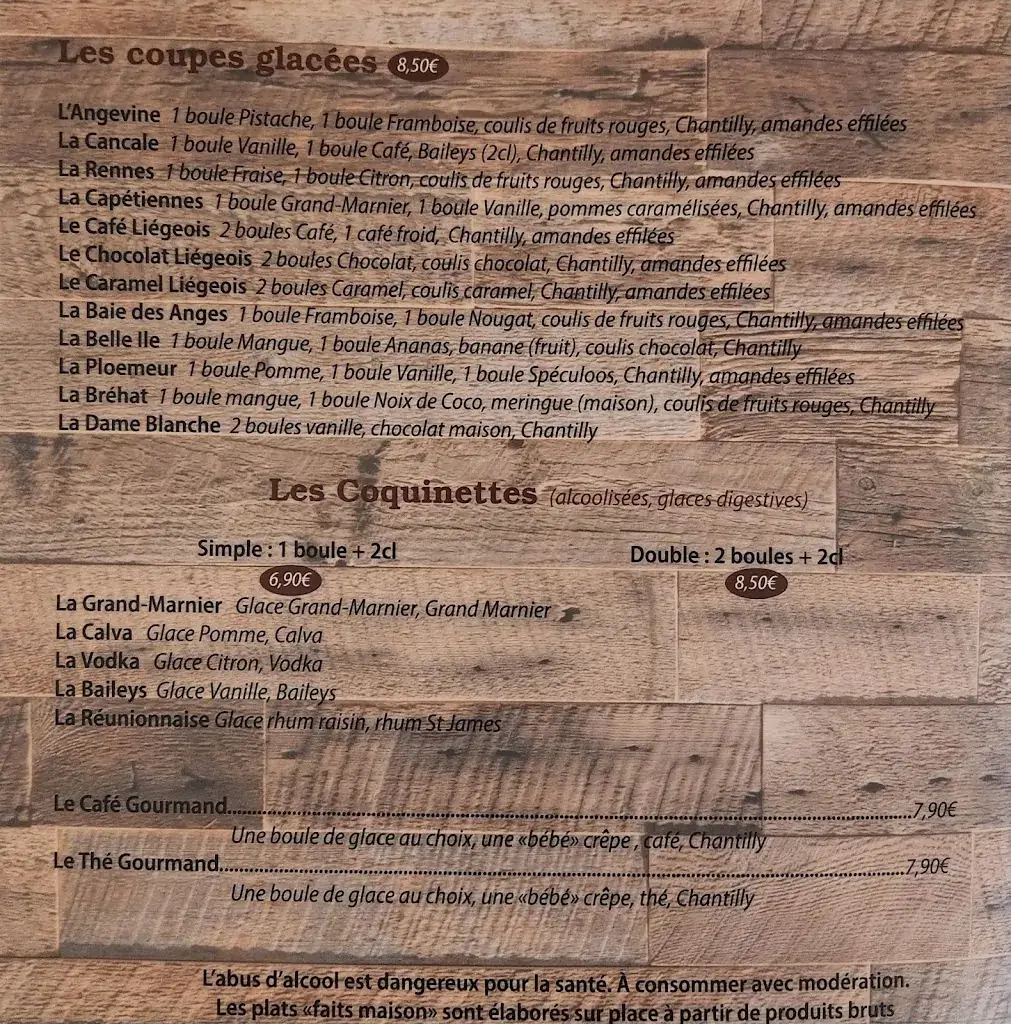 Les coupes glacées 8,50€
L'Angevine 1 boule Pistache, 1 boule Framboise, coulis de fruits rouges, Chantilly, amandes effilées
La Cancale 1 boule Vanille, 1 boule Café, Baileys (2cl), Chantilly, amandes effilées
La Rennes 1 boule Fraise, 1 boule Citron, coulis de fruits rouges, Chantilly, amandes effilées
La Capétiennes 1 boule Grand-Marnier, 1 boule Vanille, pommes caramélisées, Chantilly, amandes effilées
Le Café Liégeois 2 boules Café, 1 café froid, Chantilly, amandes effilées
Le Chocolat Liégeois 2 boules Chocolat, coulis chocolat, Chantilly, amandes effilées
Le Caramel Liégeois 2 boules Caramel, coulis caramel, Chantilly, amandes effilées
La Baie des Anges 1 boule Framboise, 1 boule Nougat, coulis de fruits rouges, Chantilly, amandes effilées
La Belle Ile 1 boule Mangue, 1 boule Ananas, banane (fruit), coulis chocolat, Chantilly
La Ploemeur 1 boule Pomme, 1 boule Vanille, 1 boule Spéculoos, Chantilly, amandes effilées
La Bréhat 1 boule mangue, 1 boule Noix de Coco, meringue (maison), coulis de fruits rouges, Chantilly
La Dame Blanche 2 boules vanille, chocolat maison, Chantilly
Les Coquinettes (alcoolisées, glaces digestives)
Simple : 1 boule + 2cl Double : 2 boules + 2cl
6,90€ 8,50€
La Grand-Marnier Glace Grand-Marnier, Grand Marnier
La Calva Glace Pomme, Calva
La Vodka Glace Citron, Vodka
La Baileys Glace Vanille, Baileys
La Réunionnaise Glace rhum raisin, rhum St James
Le Café Gourmand........................................7,90€
Une boule de glace au choix, une «bébé» crêpe , café, Chantilly
Le Thé Gourmand........................................7,90€
Une boule de glace au choix, une «bébé» crêpe, thé, Chantilly
L'abus d'alcool est dangereux pour la santé. À consommer avec modération.
Les plats «faits maison» sont élaborés sur place à partir de produits bruts